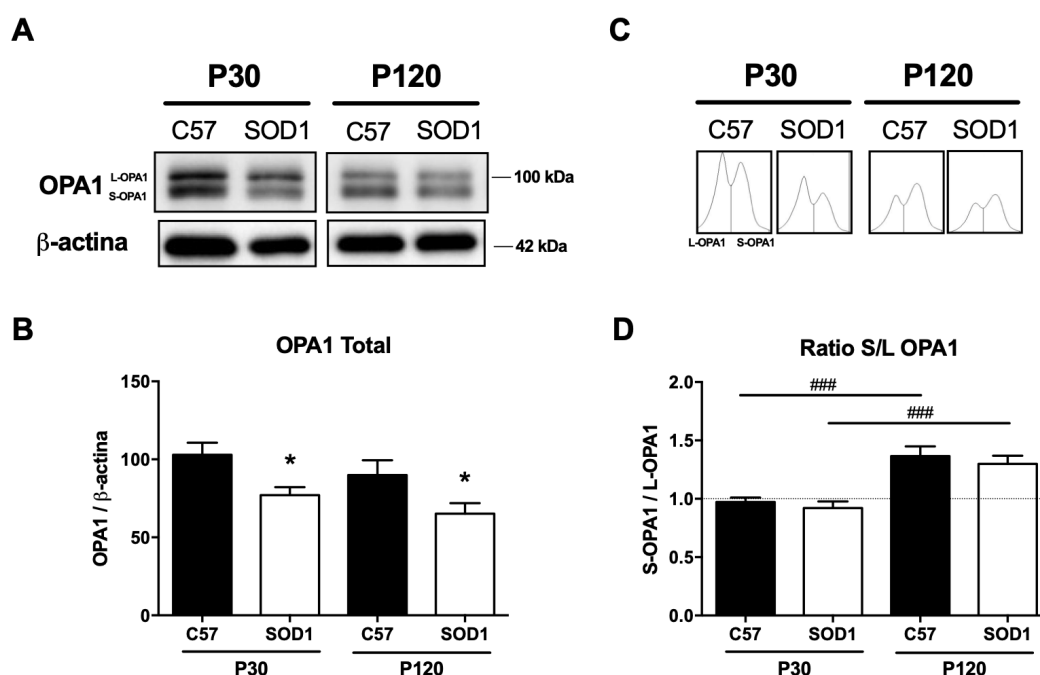 A
P30 P120
C57 SOD1 C57 SOD1
OPA1 L-OPA1
S-OPA1
100 kDa
β-actina
42 kDa
C
P30 P120
C57 SOD1 C57 SOD1
L-OPA1 S-OPA1
B
OPA1 Total
OPA1 / β-actina
150
100
50
0
*
*
C57 SOD1 C57 SOD1
P30 P120
D
Ratio S/L OPA1
S-OPA1 / L-OPA1
2.0
1.5
1.0
0.5
0.0
###
###
C57 SOD1 C57 SOD1
P30 P120